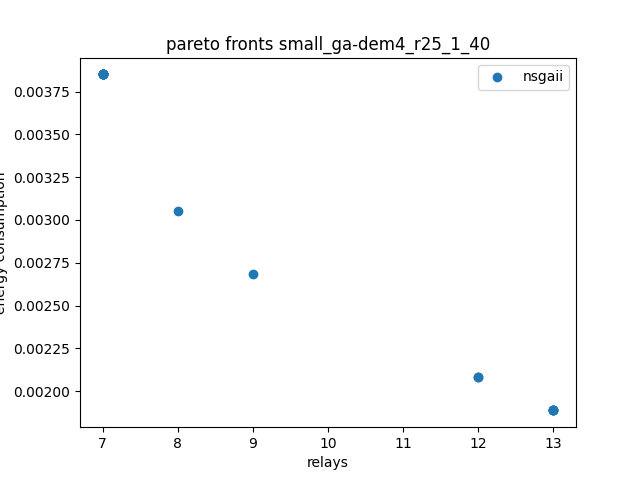 pareto fronts small_ga-dem4_r25_1_40
nsgaii
0.00375
0.00350
0.00325
0.00300
0.00275
0.00250
0.00225
0.00200
energy consumption
7 8 9 10 11 12 13
relays